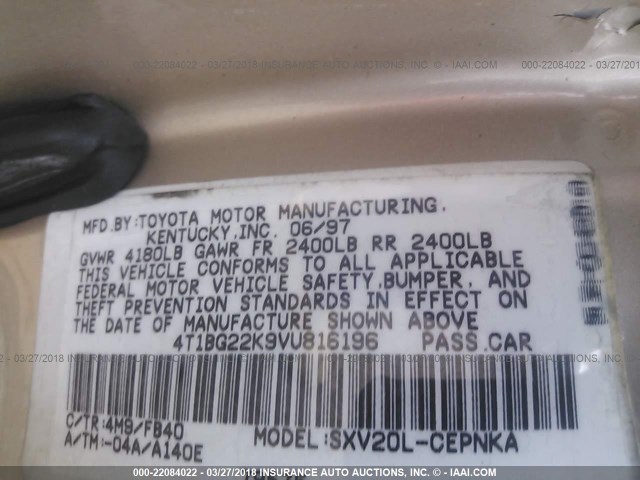 000-22084022 - 03/27/2018 INSURANCE AUTO AUCTIONS, INC. - © - IAAI.COM
000-22084022 - 03/27/2018
MFD.BY:TOYOTA MOTOR MANUFACTURING,
KENTUCKY,INC. 06/97
GVWR 4180LB GAWR FR 2400LB RR 2400LB
THIS VEHICLE CONFORMS TO ALL APPLICABLE
FEDERAL MOTOR VEHICLE SAFETY,BUMPER, AND
THEFT PREVENTION STANDARDS IN EFFECT ON
THE DATE OF MANUFACTURE SHOWN ABOVE
4T1BG22K9VU816196 PASS.CAR
C/TR:4M9/FB40
A/TM:-04A/A140E
MODEL:SXV20L-CEPNKA
000-22084022 - 03/27/2018 INSURANCE AUTO AUCTIONS, INC. - © - IAAI.COM